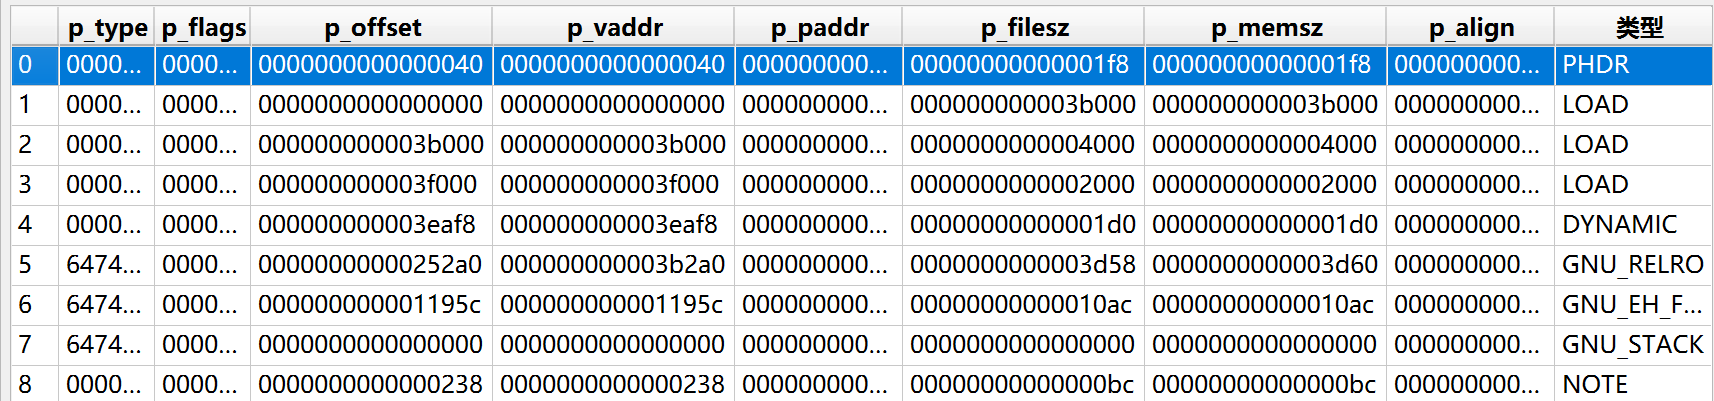 p_type p_flags p_offset p_vaddr p_paddr p_filesz p_memsz p_align 类型
0 0000... 0000... 0000000000000040 0000000000000040 000000000... 00000000000001f8 00000000000001f8 000000000... PHDR
1 0000... 0000... 0000000000000000 0000000000000000 000000000... 000000000003b000 000000000003b000 000000000... LOAD
2 0000... 0000... 000000000003b000 000000000003b000 000000000... 0000000000004000 0000000000004000 000000000... LOAD
3 0000... 0000... 000000000003f000 000000000003f000 000000000... 0000000000002000 0000000000002000 000000000... LOAD
4 0000... 0000... 000000000003eaf8 000000000003eaf8 000000000... 00000000000001d0 00000000000001d0 000000000... DYNAMIC
5 6474... 0000... 00000000000252a0 000000000003b2a0 000000000... 0000000000003d58 0000000000003d60 000000000... GNU_RELRO
6 6474... 0000... 000000000001195c 000000000001195c 000000000... 00000000000010ac 00000000000010ac 000000000... GNU_EH_F...
7 6474... 0000... 0000000000000000 0000000000000000 000000000... 0000000000000000 0000000000000000 000000000... GNU_STACK
8 0000... 0000... 0000000000000238 0000000000000238 000000000... 00000000000000bc 00000000000000bc 000000000... NOTE